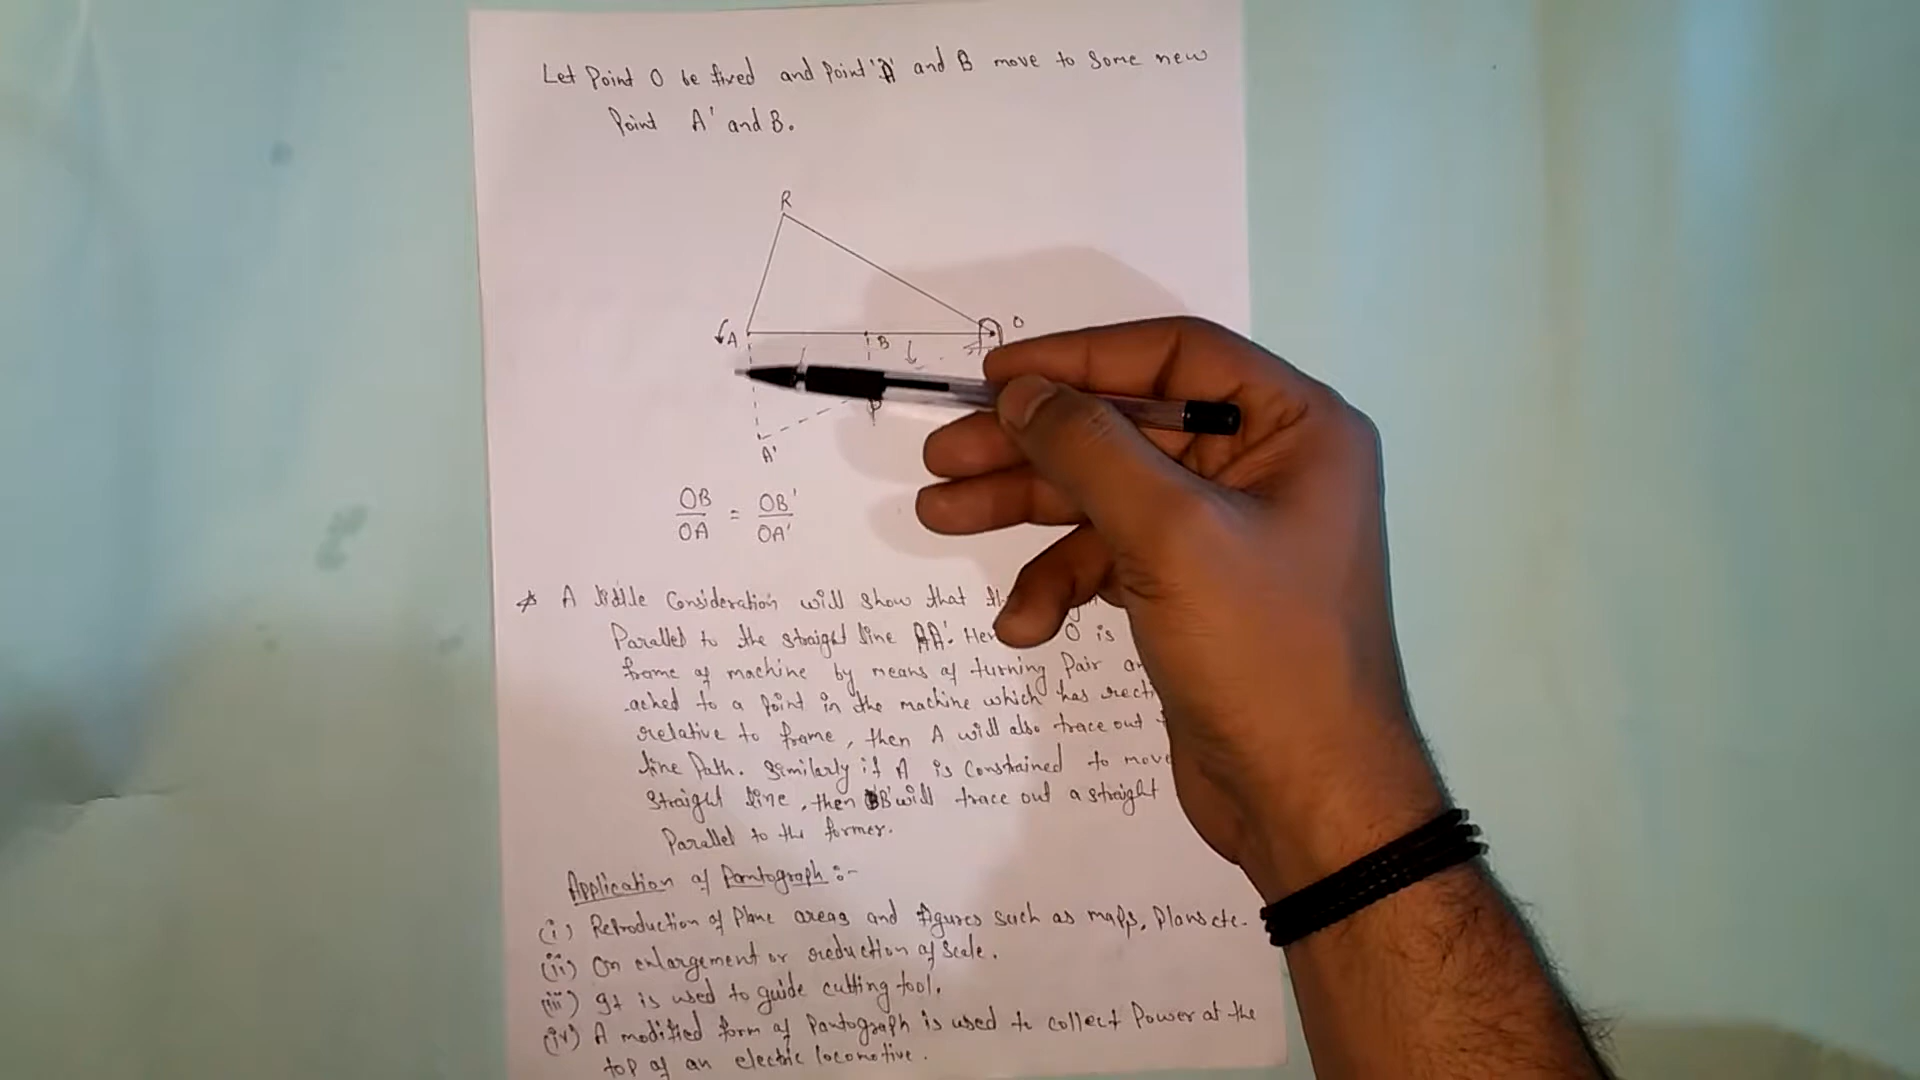 Let Point O be fixed and Point 'A' and B move to some new
Point A' and B.
R
A
B
O
A'
OB/OA = OB'/OA'
A little Consideration will show that
Parallel to the straight line AA'. O is
frame of machine by means of turning Pair
ached to a Point in the machine which has
relative to frame, then A will also trace out
line Path. Similarly if A is Constrained to move
straight line, then B' will trace out a straight
Parallel to the former.
Application of Pantograph :-
(i) Reproduction of Plane areas and figures such as maps, Plans etc.
(ii) On enlargement or reduction of Scale.
(iii) It is used to guide cutting tool.
(iv) A modified form of Pantograph is used to collect Power at the
top of an electric locomotive.